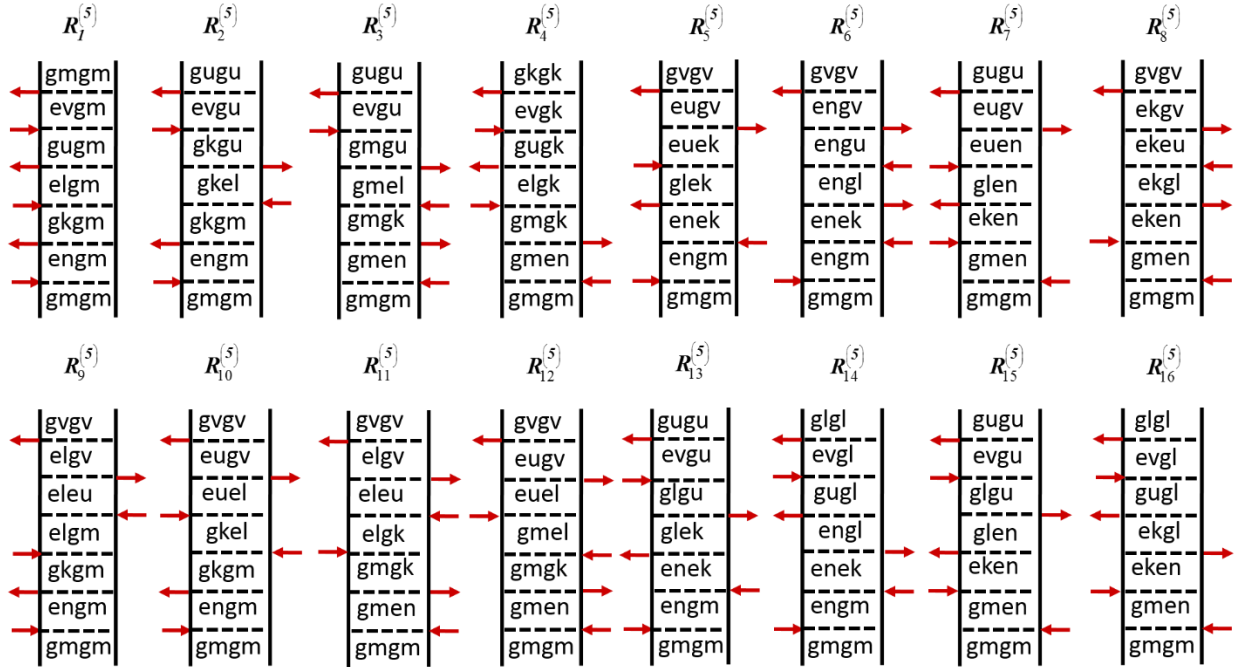 R₁⁽⁵⁾
gmgm
evgm
gugm
elgm
gkgm
engm
gmgm
R₂⁽⁵⁾
gugu
evgu
gkgu
gkel
gkgm
engm
gmgm
R₃⁽⁵⁾
gugu
evgu
gmgu
gmel
gmgk
gmen
gmgm
R₄⁽⁵⁾
gkgk
evgk
gugk
elgk
gmgk
gmen
gmgm
R₅⁽⁵⁾
gvgv
eugv
euek
glek
enek
engm
gmgm
R₆⁽⁵⁾
gvgv
engv
engu
engl
enek
engm
gmgm
R₇⁽⁵⁾
gugu
eugv
euen
glen
eken
gmen
gmgm
R₈⁽⁵⁾
gvgv
ekgv
ekeu
ekgl
eken
gmen
gmgm
R₉⁽⁵⁾
gvgv
elgv
eleu
elgm
gkgm
engm
gmgm
R₁₀⁽⁵⁾
gvgv
eugv
euel
gkel
gkgm
engm
gmgm
R₁₁⁽⁵⁾
gvgv
elgv
eleu
elgk
gmgk
gmen
gmgm
R₁₂⁽⁵⁾
gvgv
eugv
euel
gmel
gmgk
gmen
gmgm
R₁₃⁽⁵⁾
gugu
evgu
glgu
glek
enek
engm
gmgm
R₁₄⁽⁵⁾
glgl
evgl
gugl
engl
enek
engm
gmgm
R₁₅⁽⁵⁾
gugu
evgu
glgu
glen
eken
gmen
gmgm
R₁₆⁽⁵⁾
glgl
evgl
gugl
ekgl
eken
gmen
gmgm